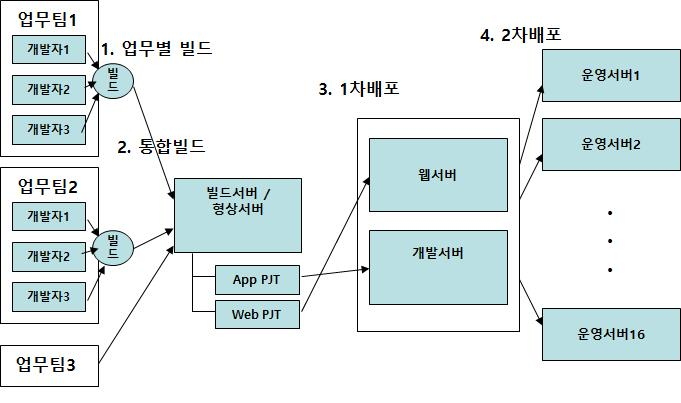 업무팀1
개발자1
개발자2
개발자3
빌
드
1. 업무별 빌드
2. 통합빌드
업무팀2
개발자1
개발자2
개발자3
빌
드
업무팀3
빌드서버 /
형상서버
App PJT
Web PJT
3. 1차배포
웹서버
개발서버
4. 2차배포
운영서버1
운영서버2
운영서버16